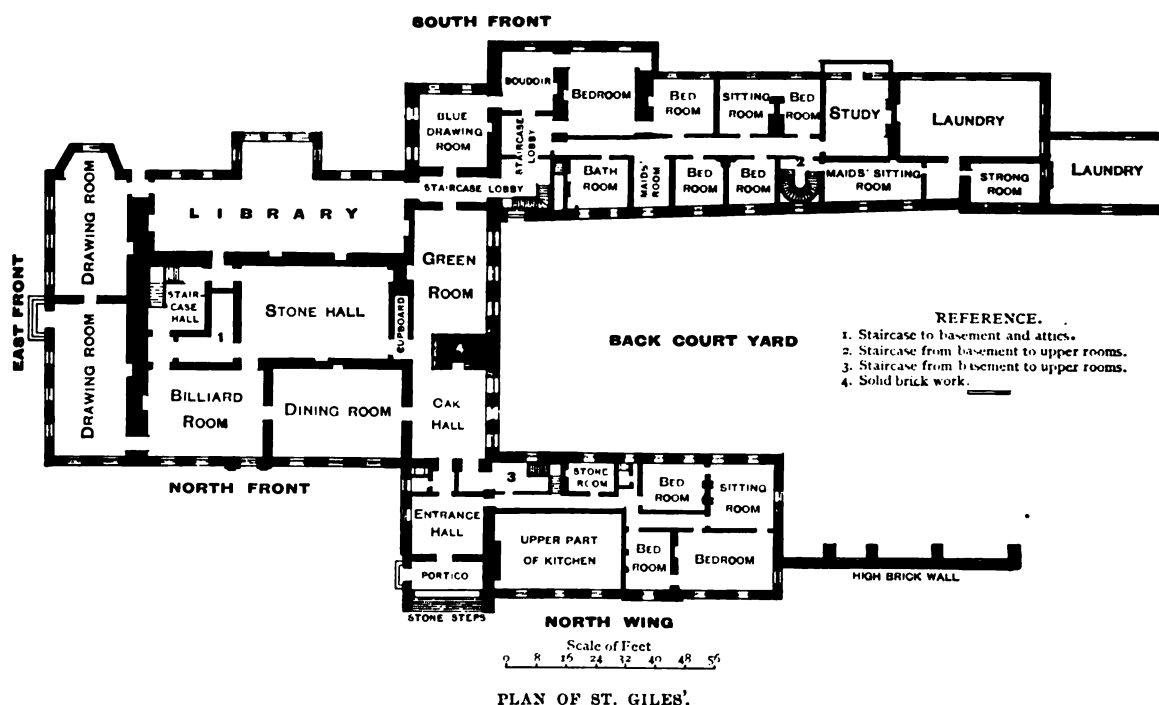 SOUTH FRONT
BOUDOIR
BEDROOM
BED
ROOM
SITTING
ROOM
BED
ROOM
STUDY
LAUNDRY
BLUE
DRAWING
ROOM
STAIRCASE
LOBBY
STAIRCASE LOBBY
BATH
ROOM
MAIDS'
ROOM
BED
ROOM
BED
ROOM
2
MAIDS' SITTING
ROOM
STRONG
ROOM
LAUNDRY
DRAWING ROOM
LIBRARY
EAST FRONT
STAIR-
CASE
HALL
1
STONE HALL
CUPBOARD
GREEN
ROOM
4
BACK COURT YARD
REFERENCE.
1. Staircase to basement and attics.
2. Staircase from basement to upper rooms.
3. Staircase from basement to upper rooms.
4. Solid brick work.
DRAWING ROOM
BILLIARD
ROOM
DINING ROOM
OAK
HALL
NORTH FRONT
3
STONE
ROOM
BED
ROOM
SITTING
ROOM
ENTRANCE
HALL
UPPER PART
OF KITCHEN
BED
ROOM
BEDROOM
PORTICO
HIGH BRICK WALL
STONE STEPS
NORTH WING
Scale of Feet
0 8 16 24 32 40 48 56
PLAN OF ST. GILES'.